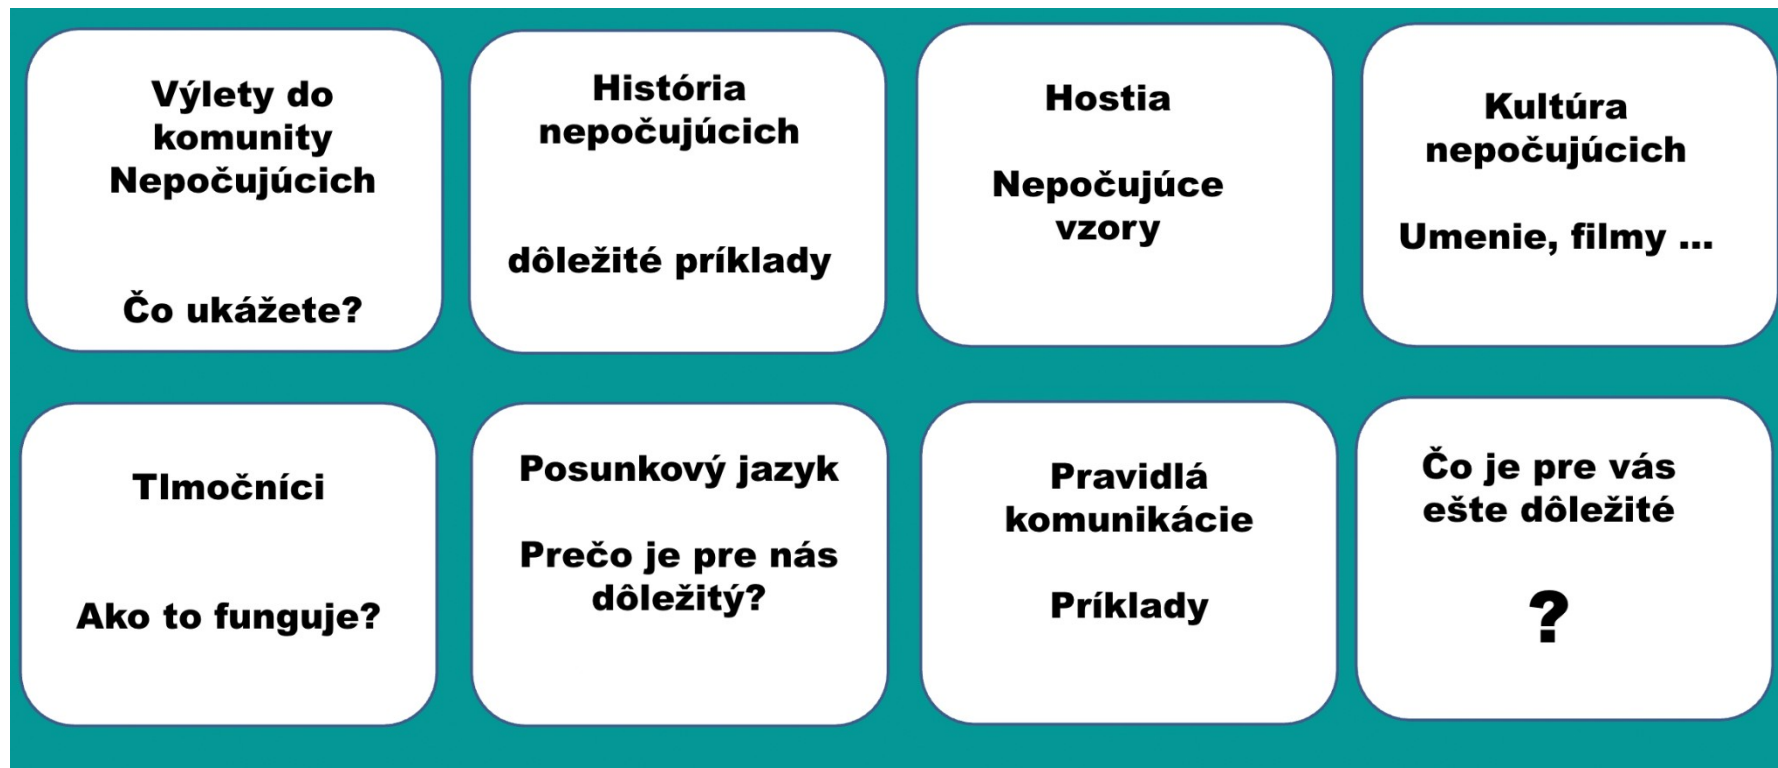 Výlety do
komunity
Nepočujúcich
Čo ukážete?
História
nepočujúcich
dôležité príklady
Hostia
Nepočujúce
vzory
Kultúra
nepočujúcich
Umenie, filmy ...
Tlmočníci
Ako to funguje?
Posunkový jazyk
Prečo je pre nás
dôležitý?
Pravidlá
komunikácie
Príklady
Čo je pre vás
ešte dôležité
?